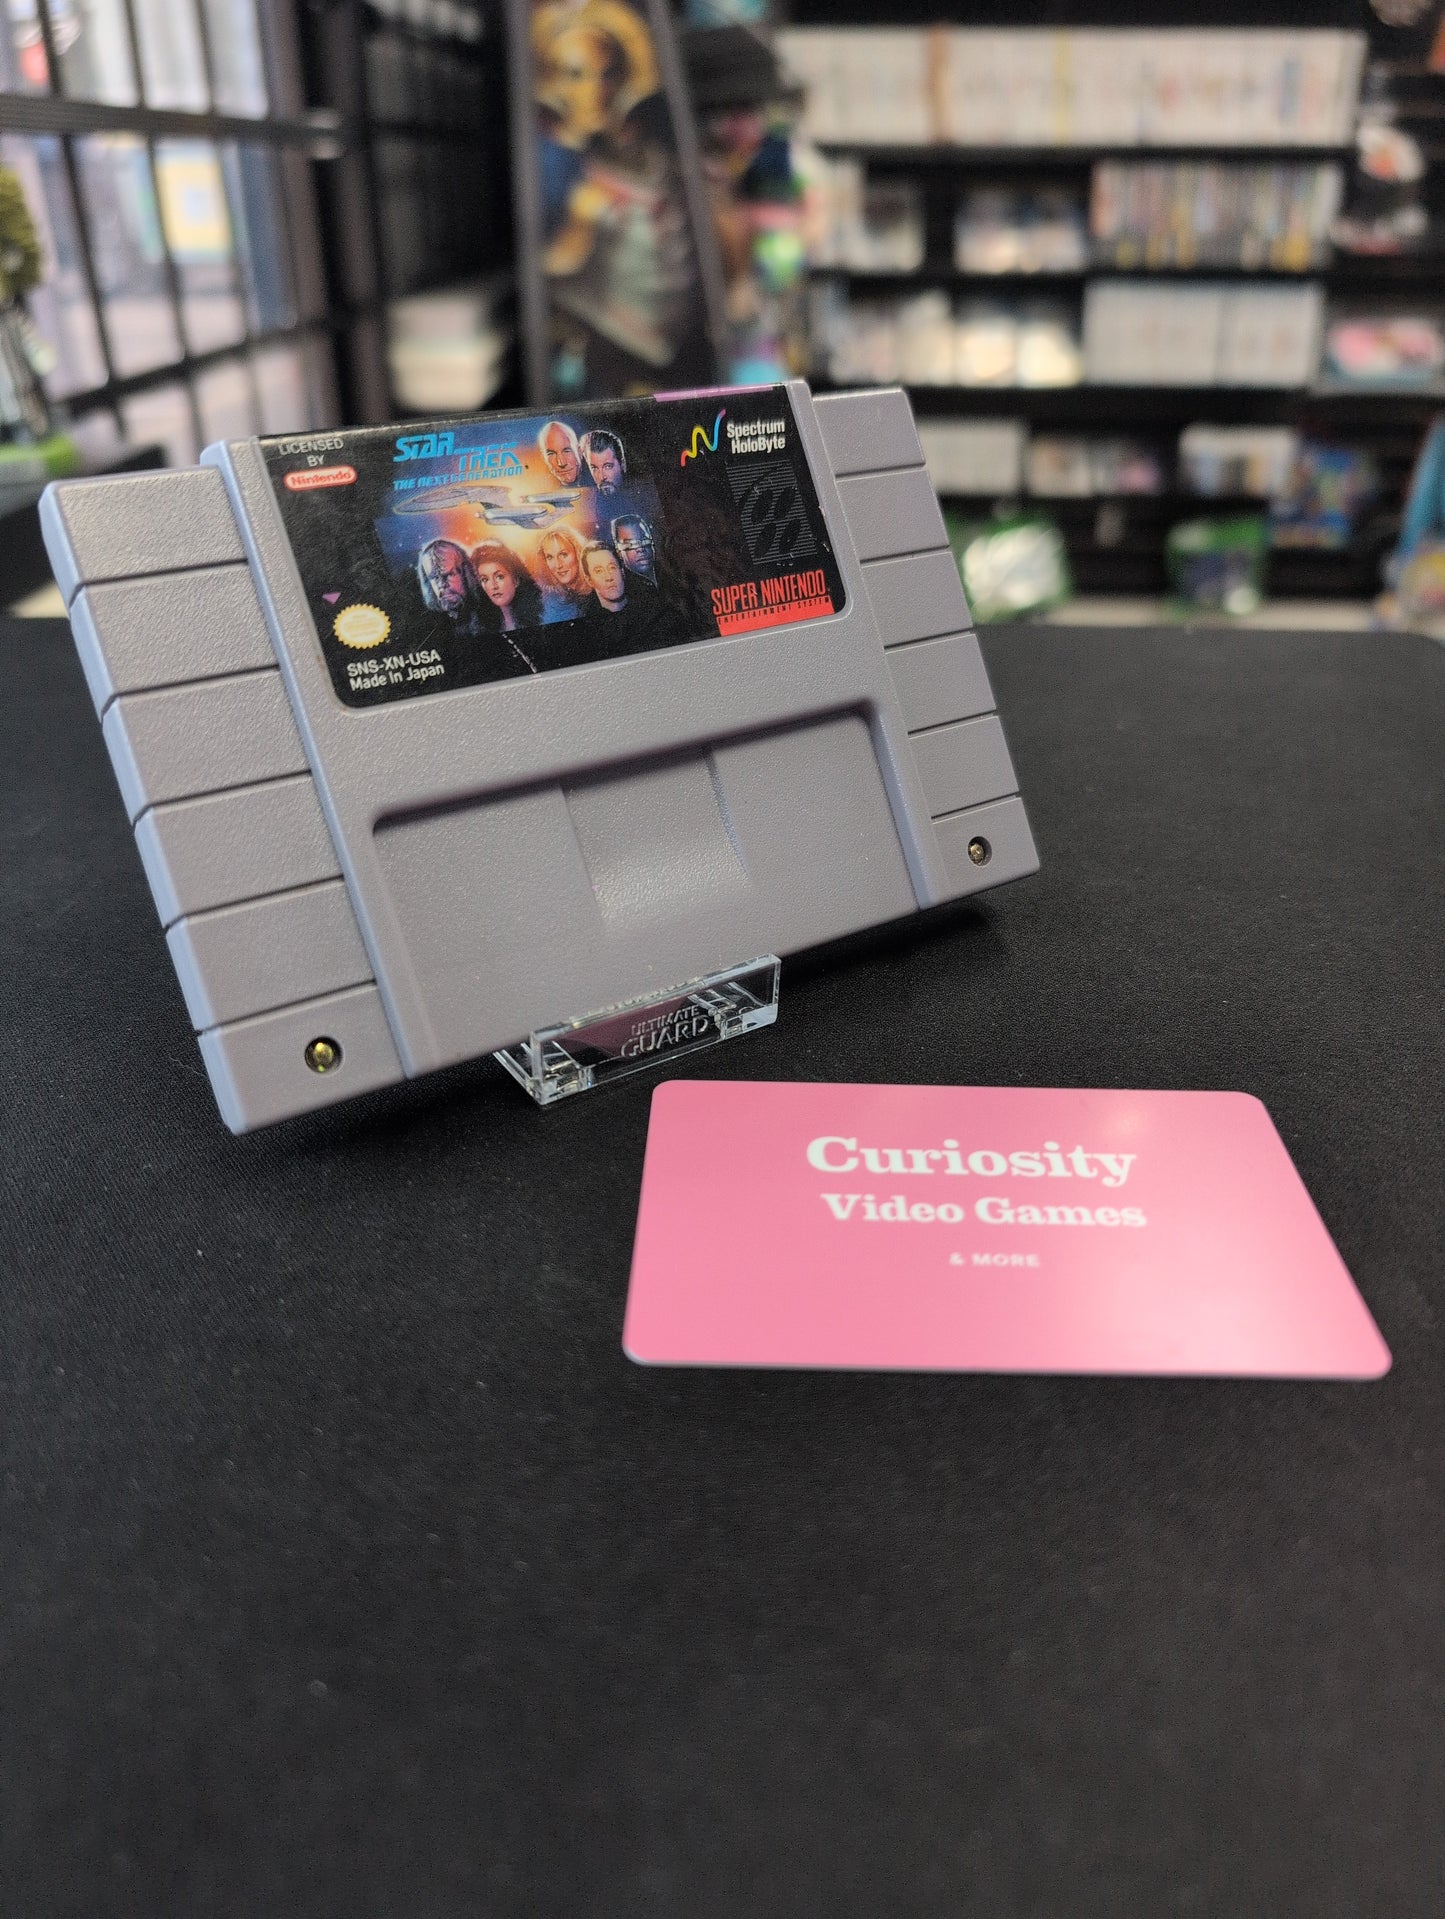 LICENSED
BY
Nintendo
STAR
TREK
THE NEXT GENERATION
Spectrum
HoloByte
SUPER NINTENDO
ENTERTAINMENT SYSTEM
SNS-XN-USA
Made In Japan
ULTIMATE
GUARD
Curiosity
Video Games
& MORE